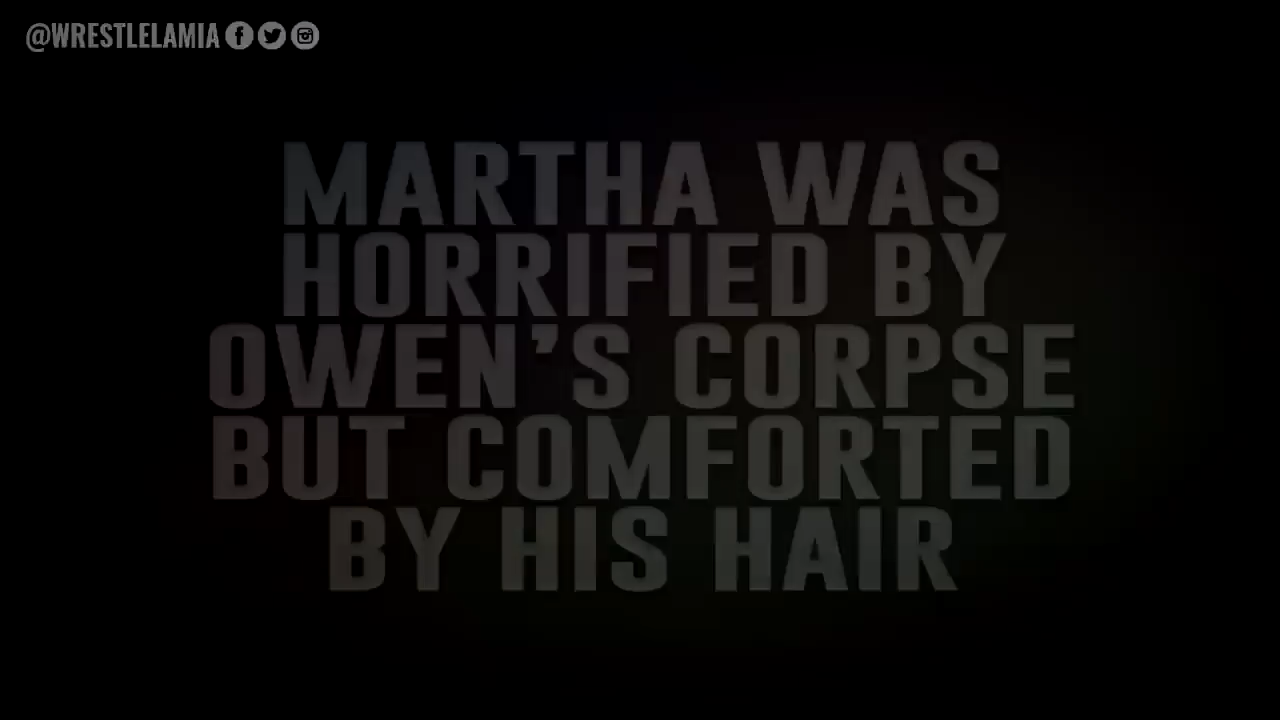 @WRESTLELAMIA
MARTHA WAS
HORRIFIED BY
OWEN’S CORPSE
BUT COMFORTED
BY HIS HAIR